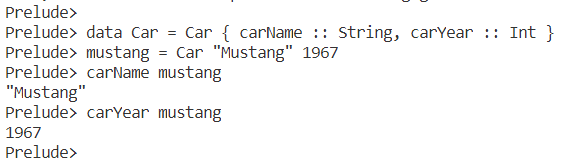 Prelude>
Prelude> data Car = Car { carName :: String, carYear :: Int }
Prelude> mustang = Car "Mustang" 1967
Prelude> carName mustang
"Mustang"
Prelude> carYear mustang
1967
Prelude>